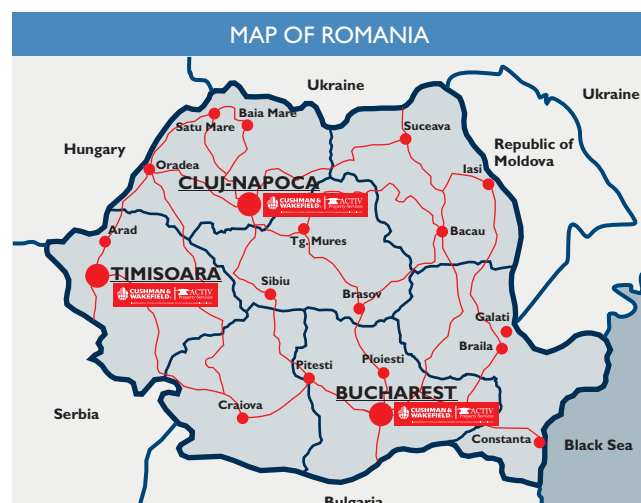 MAP OF ROMANIA
Ukraine
Ukraine
Baia Mare
Satu Mare
Suceava
Hungary
Republic of
Moldova
Oradea
Iasi
CLUJ-NAPOCA
CUSHMAN &
WAKEFIELD
ACTIV
Property Services
Arad
Tg. Mures
Bacau
TIMISOARA
CUSHMAN &
WAKEFIELD
ACTIV
Property Services
Sibiu
Brasov
Galati
Braila
Ploiesti
Pitesti
BUCHAREST
CUSHMAN &
WAKEFIELD
ACTIV
Property Services
Craiova
Serbia
Constanta
Black Sea
Bulgaria